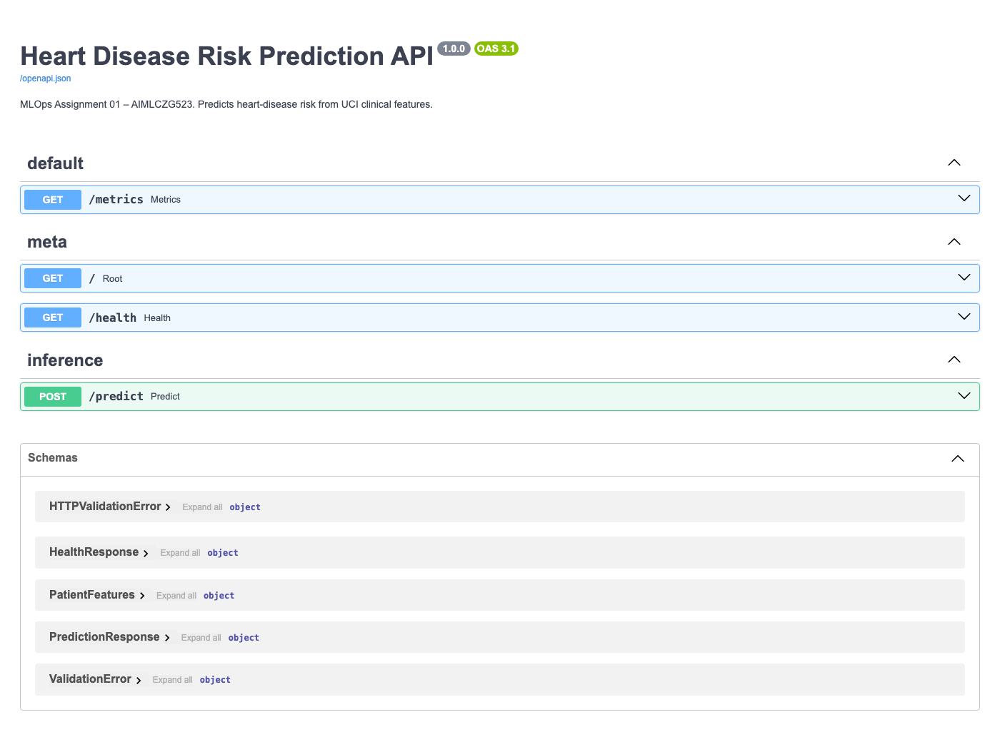 Heart Disease Risk Prediction API 1.0.0 OAS 3.1
/openapi.json
MLOps Assignment 01 – AIMLCZG523. Predicts heart-disease risk from UCI clinical features.
default
GET /metrics Metrics
meta
GET / Root
GET /health Health
inference
POST /predict Predict
Schemas
HTTPValidationError Expand all object
HealthResponse Expand all object
PatientFeatures Expand all object
PredictionResponse Expand all object
ValidationError Expand all object